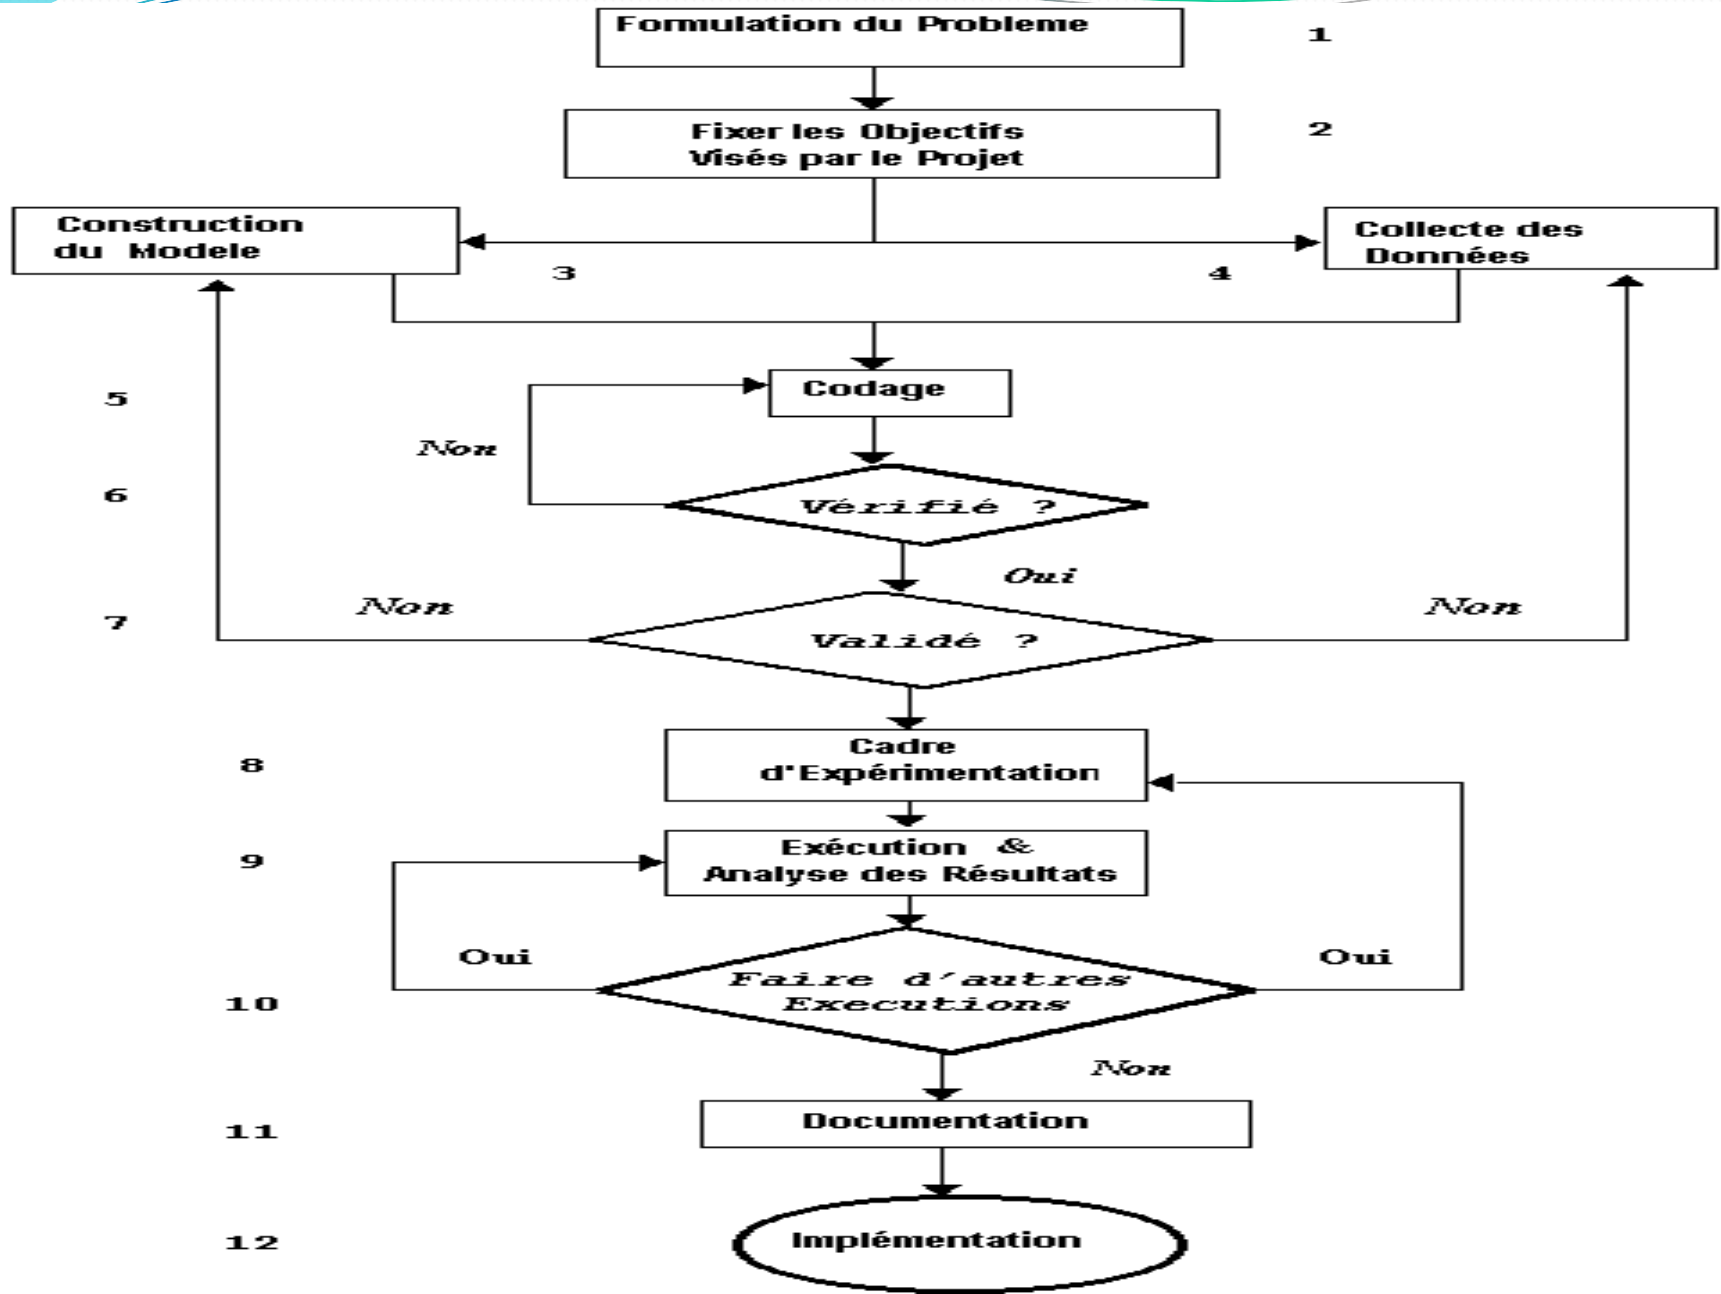 Formulation du Probleme
1
Fixer les Objectifs
Visés par le Projet
2
Construction
du Modele
3
4
Collecte des
Données
5
Codage
Non
6
Vérifié ?
Oui
7
Non
Validé ?
Non
8
Cadre
d'Expérimentation
9
Exécution &
Analyse des Résultats
Oui
Oui
10
Faire d'autres
Executions
Non
11
Documentation
12
Implémentation